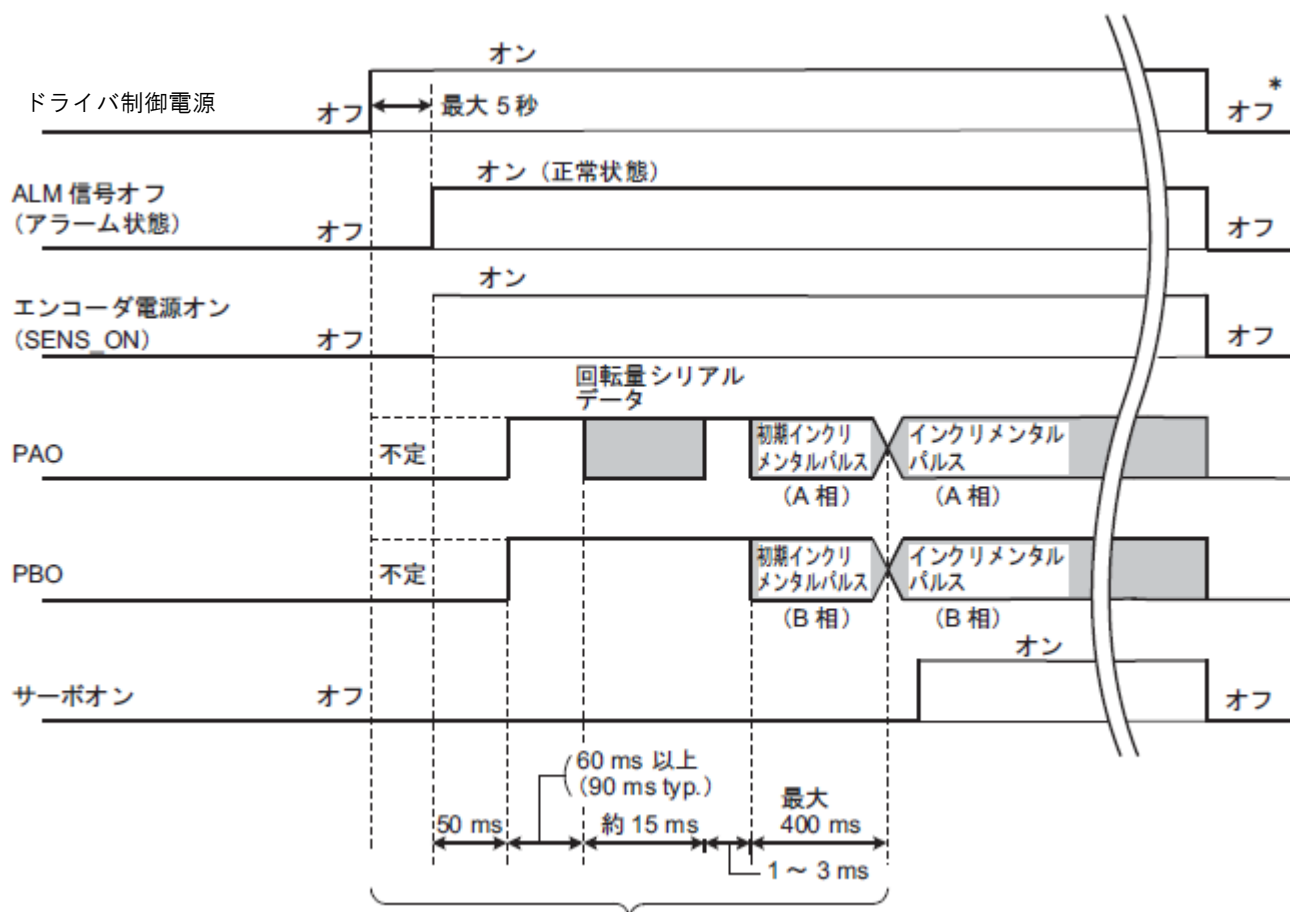 オン
ドライバ制御電源
オフ
最大 5 秒
オフ
*
ALM 信号オフ
(アラーム状態)
オフ
オン（正常状態）
オフ
エンコーダ電源オン
(SENS_ON)
オフ
オン
オフ
回転量シリアル
データ
PAO
不定
初期インクリ
メンタルパルス
(A 相)
インクリメンタル
パルス
(A 相)
PBO
不定
初期インクリ
メンタルパルス
(B 相)
インクリメンタル
パルス
(B 相)
サーボオン
オフ
オン
オフ
60 ms 以上
(90 ms typ.)
50 ms
約 15 ms
最大
400 ms
1 ～ 3 ms